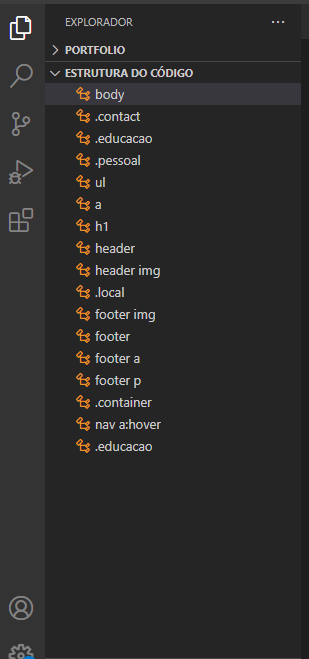 EXPLORADOR
PORTFOLIO
ESTRUTURA DO CÓDIGO
body
.contact
.educacao
.pessoal
ul
a
h1
header
header img
.local
footer img
footer
footer a
footer p
.container
nav a:hover
.educacao